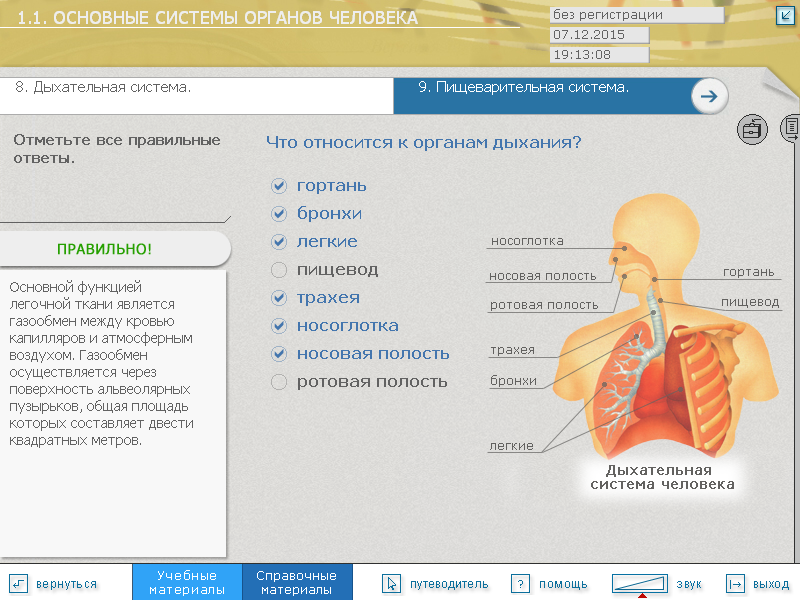 1.1. ОСНОВНЫЕ СИСТЕМЫ ОРГАНОВ ЧЕЛОВЕКА
без регистрации
07.12.2015
19:13:08
8. Дыхательная система.
9. Пищеварительная система.
Отметьте все правильные
ответы.
ПРАВИЛЬНО!
Основной функцией
легочной ткани является
газообмен между кровью
капилляров и атмосферным
воздухом. Газообмен
осуществляется через
поверхность альвеолярных
пузырьков, общая площадь
которых составляет двести
квадратных метров.
Что относится к органам дыхания?
гортань
бронхи
легкие
пищевод
трахея
носоглотка
носовая полость
ротовая полость
носоглотка
носовая полость
ротовая полость
трахея
бронхи
легкие
гортань
пищевод
Дыхательная
система человека
вернуться
Учебные
материалы
Справочные
материалы
путеводитель
? помощь
звук
выход